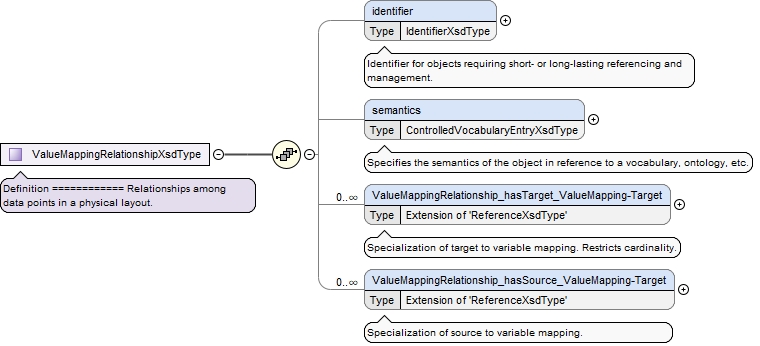 identifier
Type IdentifierXsdType
Identifier for objects requiring short- or long-lasting referencing and
management.
semantics
Type ControlledVocabularyEntryXsdType
Specifies the semantics of the object in reference to a vocabulary, ontology, etc.
ValueMappingRelationshipXsdType
Definition ============ Relationships among
data points in a physical layout.
0..∞ ValueMappingRelationship_hasTarget_ValueMapping-Target
Type Extension of 'ReferenceXsdType'
Specialization of target to variable mapping. Restricts cardinality.
0..∞ ValueMappingRelationship_hasSource_ValueMapping-Target
Type Extension of 'ReferenceXsdType'
Specialization of source to variable mapping.